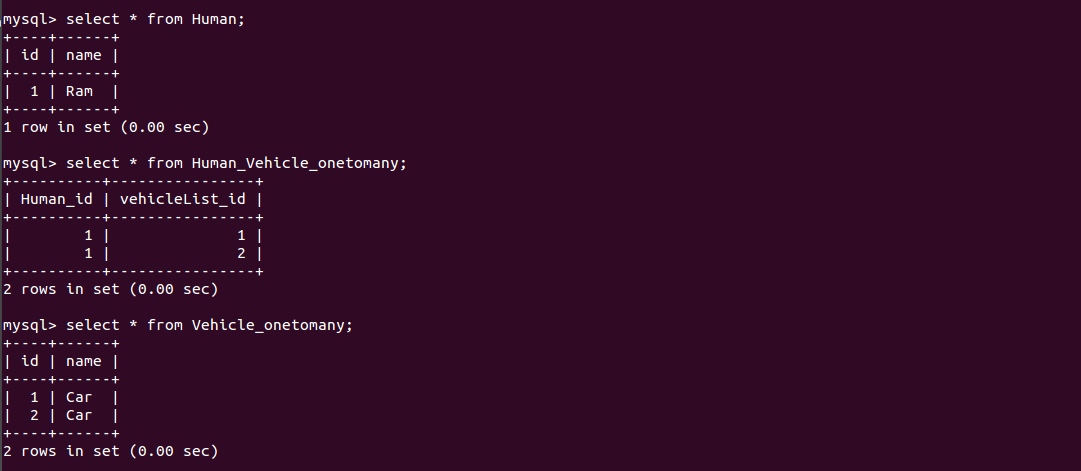 mysql> select * from Human;
+----+------+
| id | name |
+----+------+
|  1 | Ram  |
+----+------+
1 row in set (0.00 sec)

mysql> select * from Human_Vehicle_onetomany;
+----------+----------------+
| Human_id | vehicleList_id |
+----------+----------------+
|        1 |              1 |
|        1 |              2 |
+----------+----------------+
2 rows in set (0.00 sec)

mysql> select * from Vehicle_onetomany;
+----+------+
| id | name |
+----+------+
|  1 | Car  |
|  2 | Car  |
+----+------+
2 rows in set (0.00 sec)